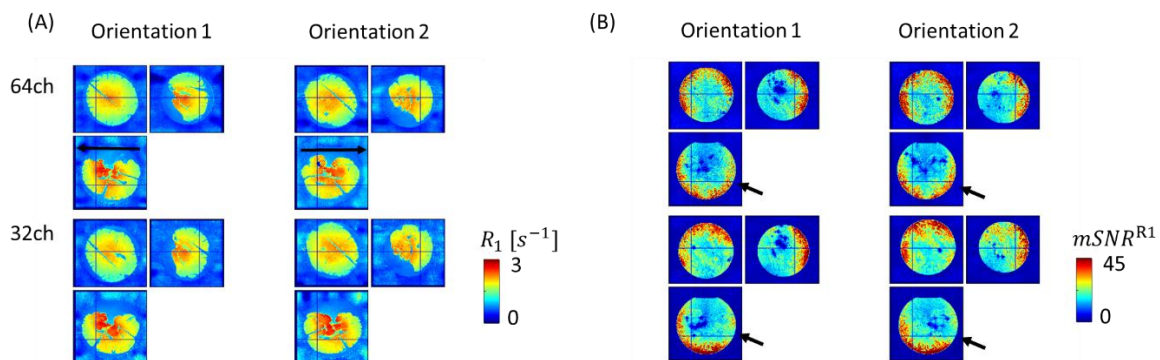 (A)
Orientation 1
Orientation 2
64ch
32ch
R₁ [s⁻¹]
3
0
(B)
Orientation 1
Orientation 2
mSNRᴿ¹
45
0